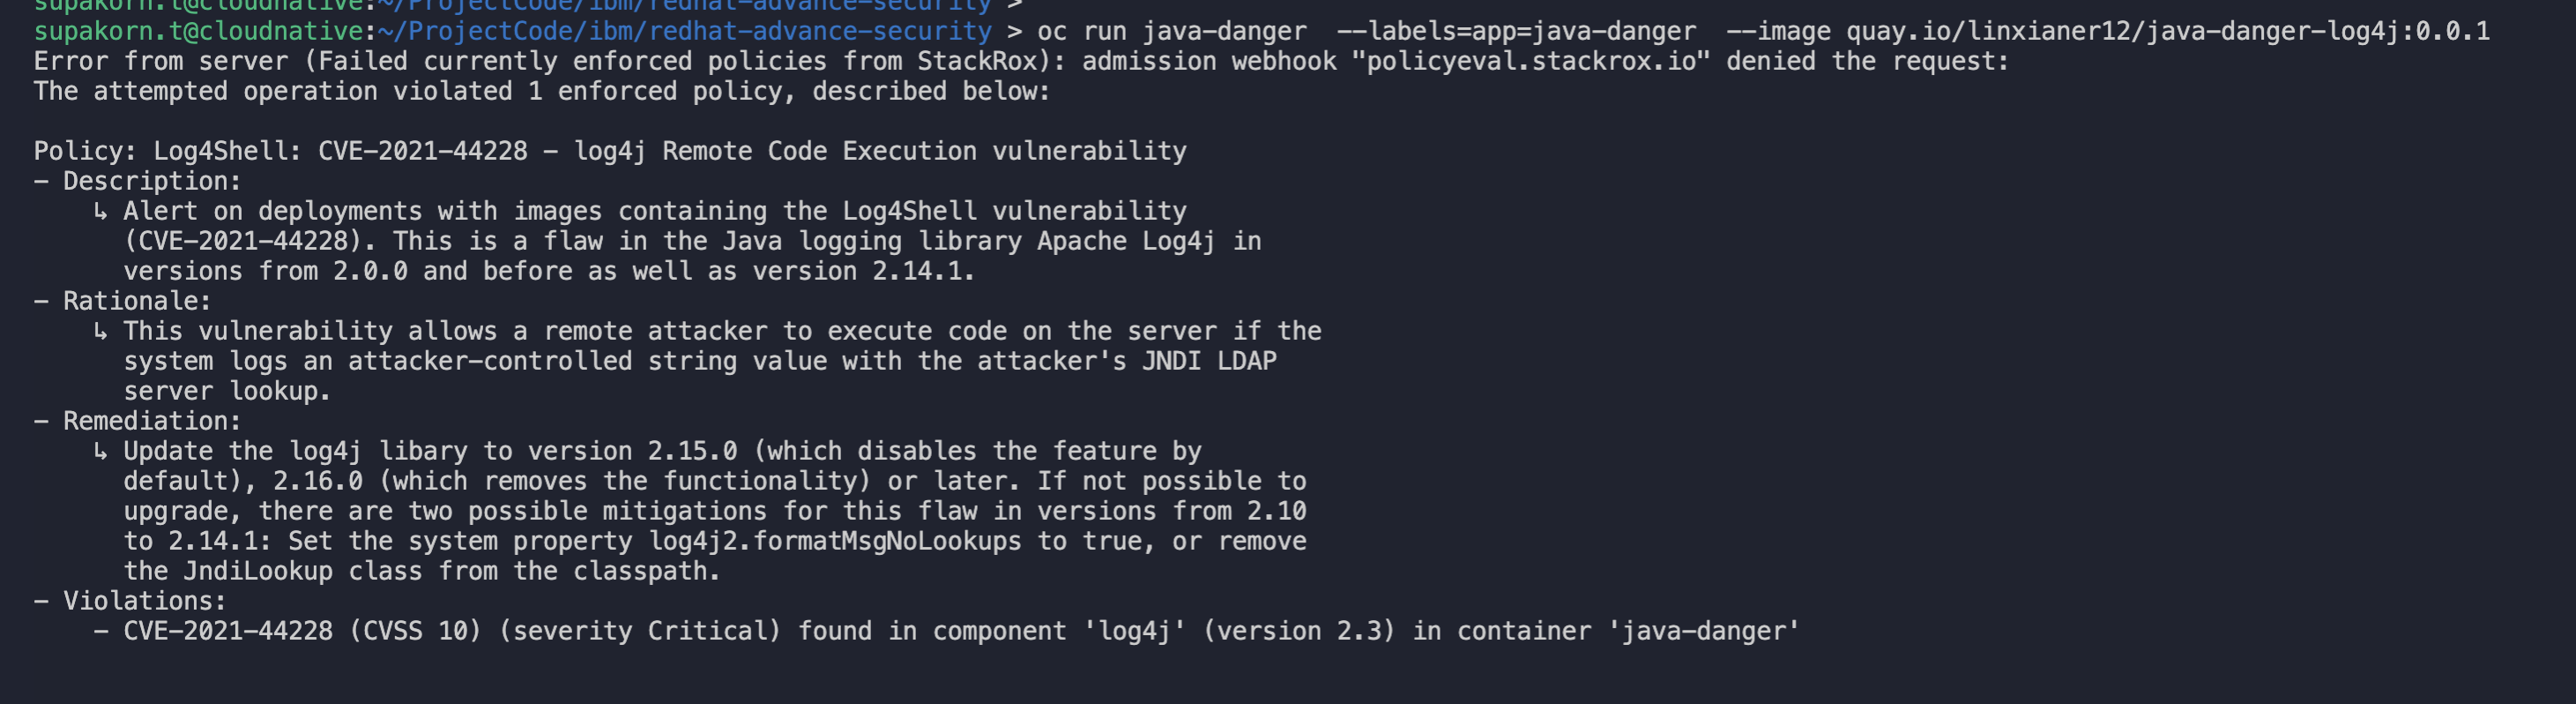 supakorn.t@cloudnative:~/ProjectCode/ibm/redhat-advance-security >
supakorn.t@cloudnative:~/ProjectCode/ibm/redhat-advance-security > oc run java-danger  --labels=app=java-danger  --image quay.io/linxianer12/java-danger-log4j:0.0.1
Error from server (Failed currently enforced policies from StackRox): admission webhook "policyeval.stackrox.io" denied the request:
The attempted operation violated 1 enforced policy, described below:

Policy: Log4Shell: CVE-2021-44228 - log4j Remote Code Execution vulnerability
- Description:
    ↳ Alert on deployments with images containing the Log4Shell vulnerability
      (CVE-2021-44228). This is a flaw in the Java logging library Apache Log4j in
      versions from 2.0.0 and before as well as version 2.14.1.
- Rationale:
    ↳ This vulnerability allows a remote attacker to execute code on the server if the
      system logs an attacker-controlled string value with the attacker's JNDI LDAP
      server lookup.
- Remediation:
    ↳ Update the log4j libary to version 2.15.0 (which disables the feature by
      default), 2.16.0 (which removes the functionality) or later. If not possible to
      upgrade, there are two possible mitigations for this flaw in versions from 2.10
      to 2.14.1: Set the system property log4j2.formatMsgNoLookups to true, or remove
      the JndiLookup class from the classpath.
- Violations:
    - CVE-2021-44228 (CVSS 10) (severity Critical) found in component 'log4j' (version 2.3) in container 'java-danger'